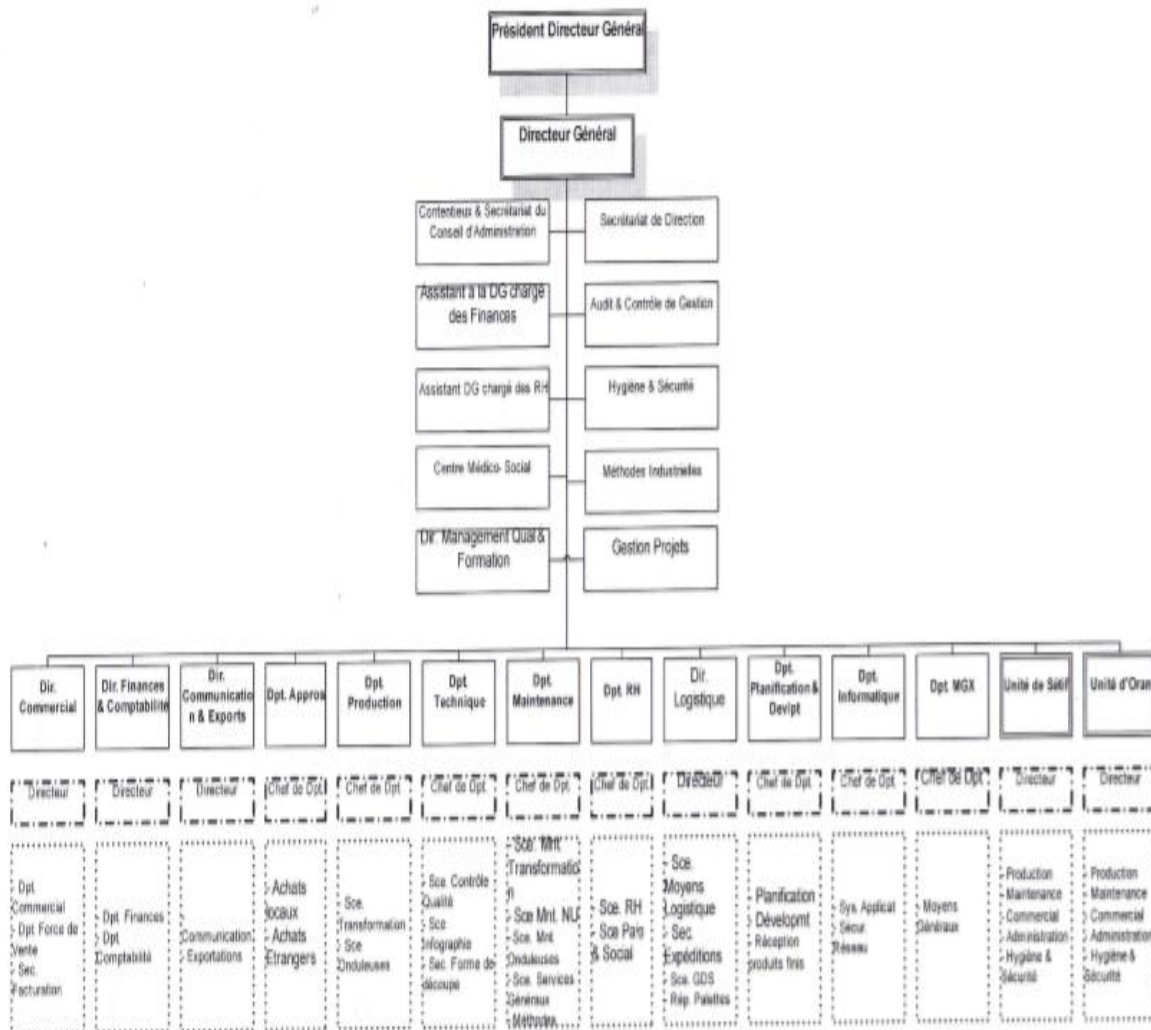 Président Directeur Général
Directeur Général
Contentieux & Secrétariat du
Conseil d'Administration
Secrétariat de Direction
Assistant à la DG chargé
des Finances
Audit & Contrôle de Gestion
Assistant DG chargé des RH
Hygiène & Sécurité
Centre Médico- Social
Méthodes Industrielles
Dir. Management Qual &
Formation
Gestion Projets
Dir.
Commercial
Dir. Finances
& Comptabilité
Dir.
Communicatio
n & Exports
Dpt. Appros
Dpt.
Production
Dpt.
Technique
Dpt.
Maintenance
Dpt. RH
Dir.
Logistique
Dpt.
Planification &
Devlpt
Dpt.
Informatique
Dpt. MGX
Unité de Sétif
Unité d'Oran
Directeur
Directeur
Directeur
Chef de Dpt.
Chef de Dpt.
Chef de Dpt.
Chef de Dpt.
Chef de Dpt.
Directeur
Chef de Dpt.
Chef de Dpt.
Chef de Dpt.
Directeur
Directeur
- Dpt.
Commercial
- Dpt. Force de
Vente
- Sec.
Facturation
- Dpt. Finances
- Dpt.
Comptabilité
-
Communication
- Exportations
- Achats
locaux
- Achats
Etrangers
- Sce.
Transformation
- Sce
Onduleuses
- Sce. Contrôle
Qualité
- Sce
Infographie
- Sec. Forme de
découpe
- Sce. Mnt
Transformatio
n
- Sce Mnt. NU
- Sce. Mnt
Onduleuses
- Sce. Services
Généraux
- Méthodes
- Sce. RH
- Sce Paie
& Social
- Sce.
Moyens
Logistique
- Sec.
Expéditions
- Sce. GDS
- Rép. Palettes
- Planification
- Dévelopmt
- Réception
produits finis
- Sys. Applicat
- Sécur.
Réseau
- Moyens
Généraux
- Production
- Maintenance
- Commercial
- Administration
- Hygiène &
Sécurité
- Production
- Maintenance
- Commercial
- Administration
- Hygiène &
Sécurité